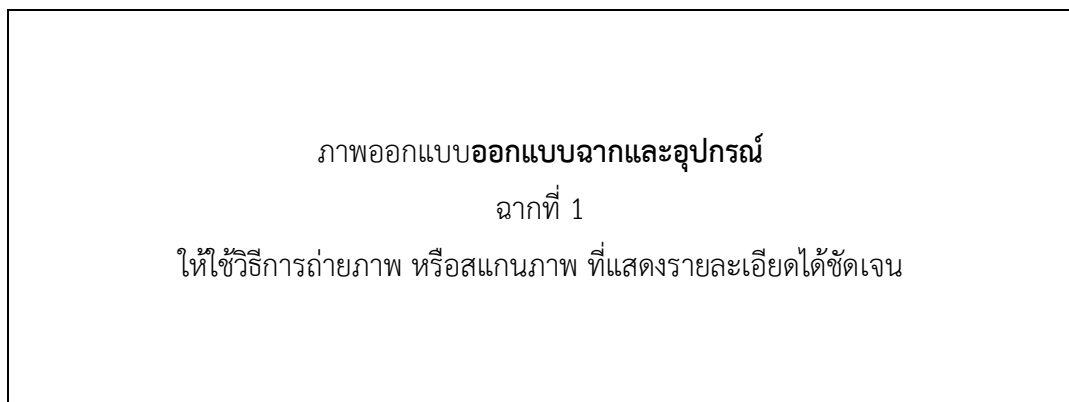 ภาพออกแบบออกแบบฉากและอุปกรณ์
ฉากที่ 1
ให้ใช้วิธีการถ่ายภาพ หรือสแกนภาพ ที่แสดงรายละเอียดได้ชัดเจน